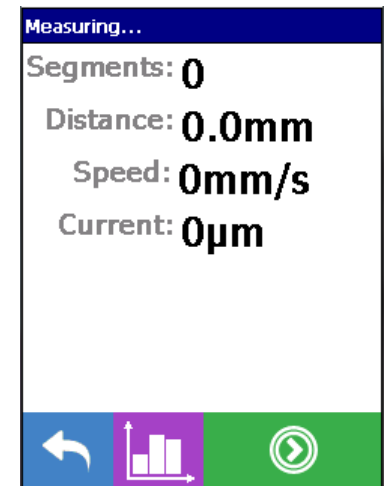 Measuring...
Segments: 0
Distance: 0.0mm
Speed: 0mm/s
Current: 0μm